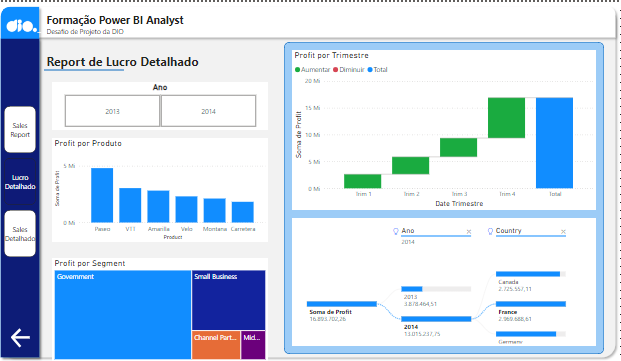 dio.
Formação Power BI Analyst
Desafio de Projeto da DIO
Report de Lucro Detalhado
Sales
Report
Lucro
Detalhado
Sales
Detalhado
Ano
2013
2014
Profit por Produto
Soma de Profit
5 Mi
0 Mi
Paseo
VTT
Amarilla
Velo
Montana
Carretera
Product
Profit por Segment
Government
Small Business
Channel Part...
Mid...
Profit por Trimestre
Aumentar
Diminuir
Total
Soma de Profit
20 Mi
15 Mi
10 Mi
5 Mi
0 Mi
Trim 1
Trim 2
Trim 3
Trim 4
Total
Date Trimestre
Ano
2014
Country
Soma de Profit
16.893.702,26
2013
3.878.464,51
2014
13.015.237,75
Canada
2.725.557,11
France
2.969.688,61
Germany